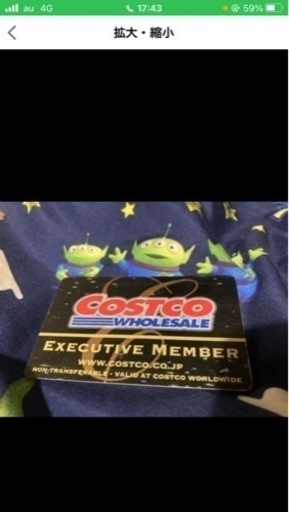 au 4G 17:43 59%
拡大・縮小
COSTCO
WHOLESALE
EXECUTIVE MEMBER
WWW.COSTCO.CO.JP
NON-TRANSFERABLE • VALID AT COSTCO WORLDWIDE